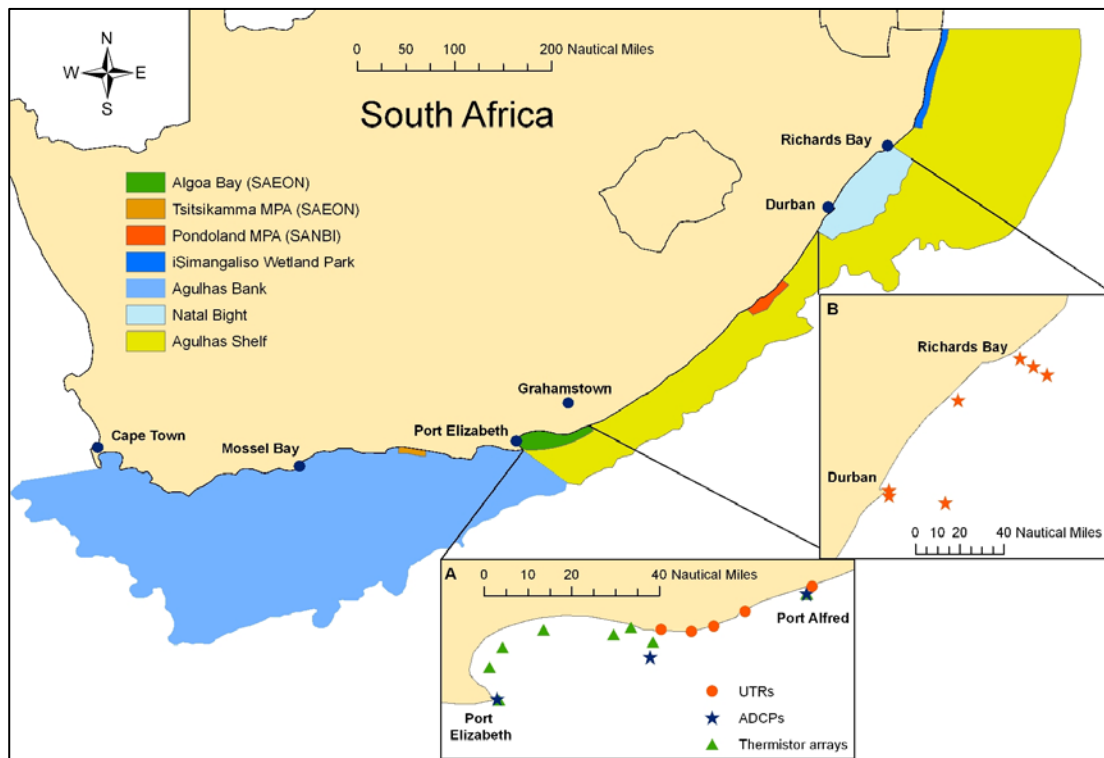 N
W E
S
0 50 100 200 Nautical Miles
South Africa
Richards Bay
Durban
Algoa Bay (SAEON)
Tsitsikamma MPA (SAEON)
Pondoland MPA (SANBI)
iSimangaliso Wetland Park
Agulhas Bank
Natal Bight
Agulhas Shelf
Grahamstown
Port Elizabeth
Cape Town
Mossel Bay
B
Richards Bay
Durban
0 10 20 40 Nautical Miles
A
0 10 20 40 Nautical Miles
Port Alfred
Port
Elizabeth
UTRs
ADCPs
Thermistor arrays